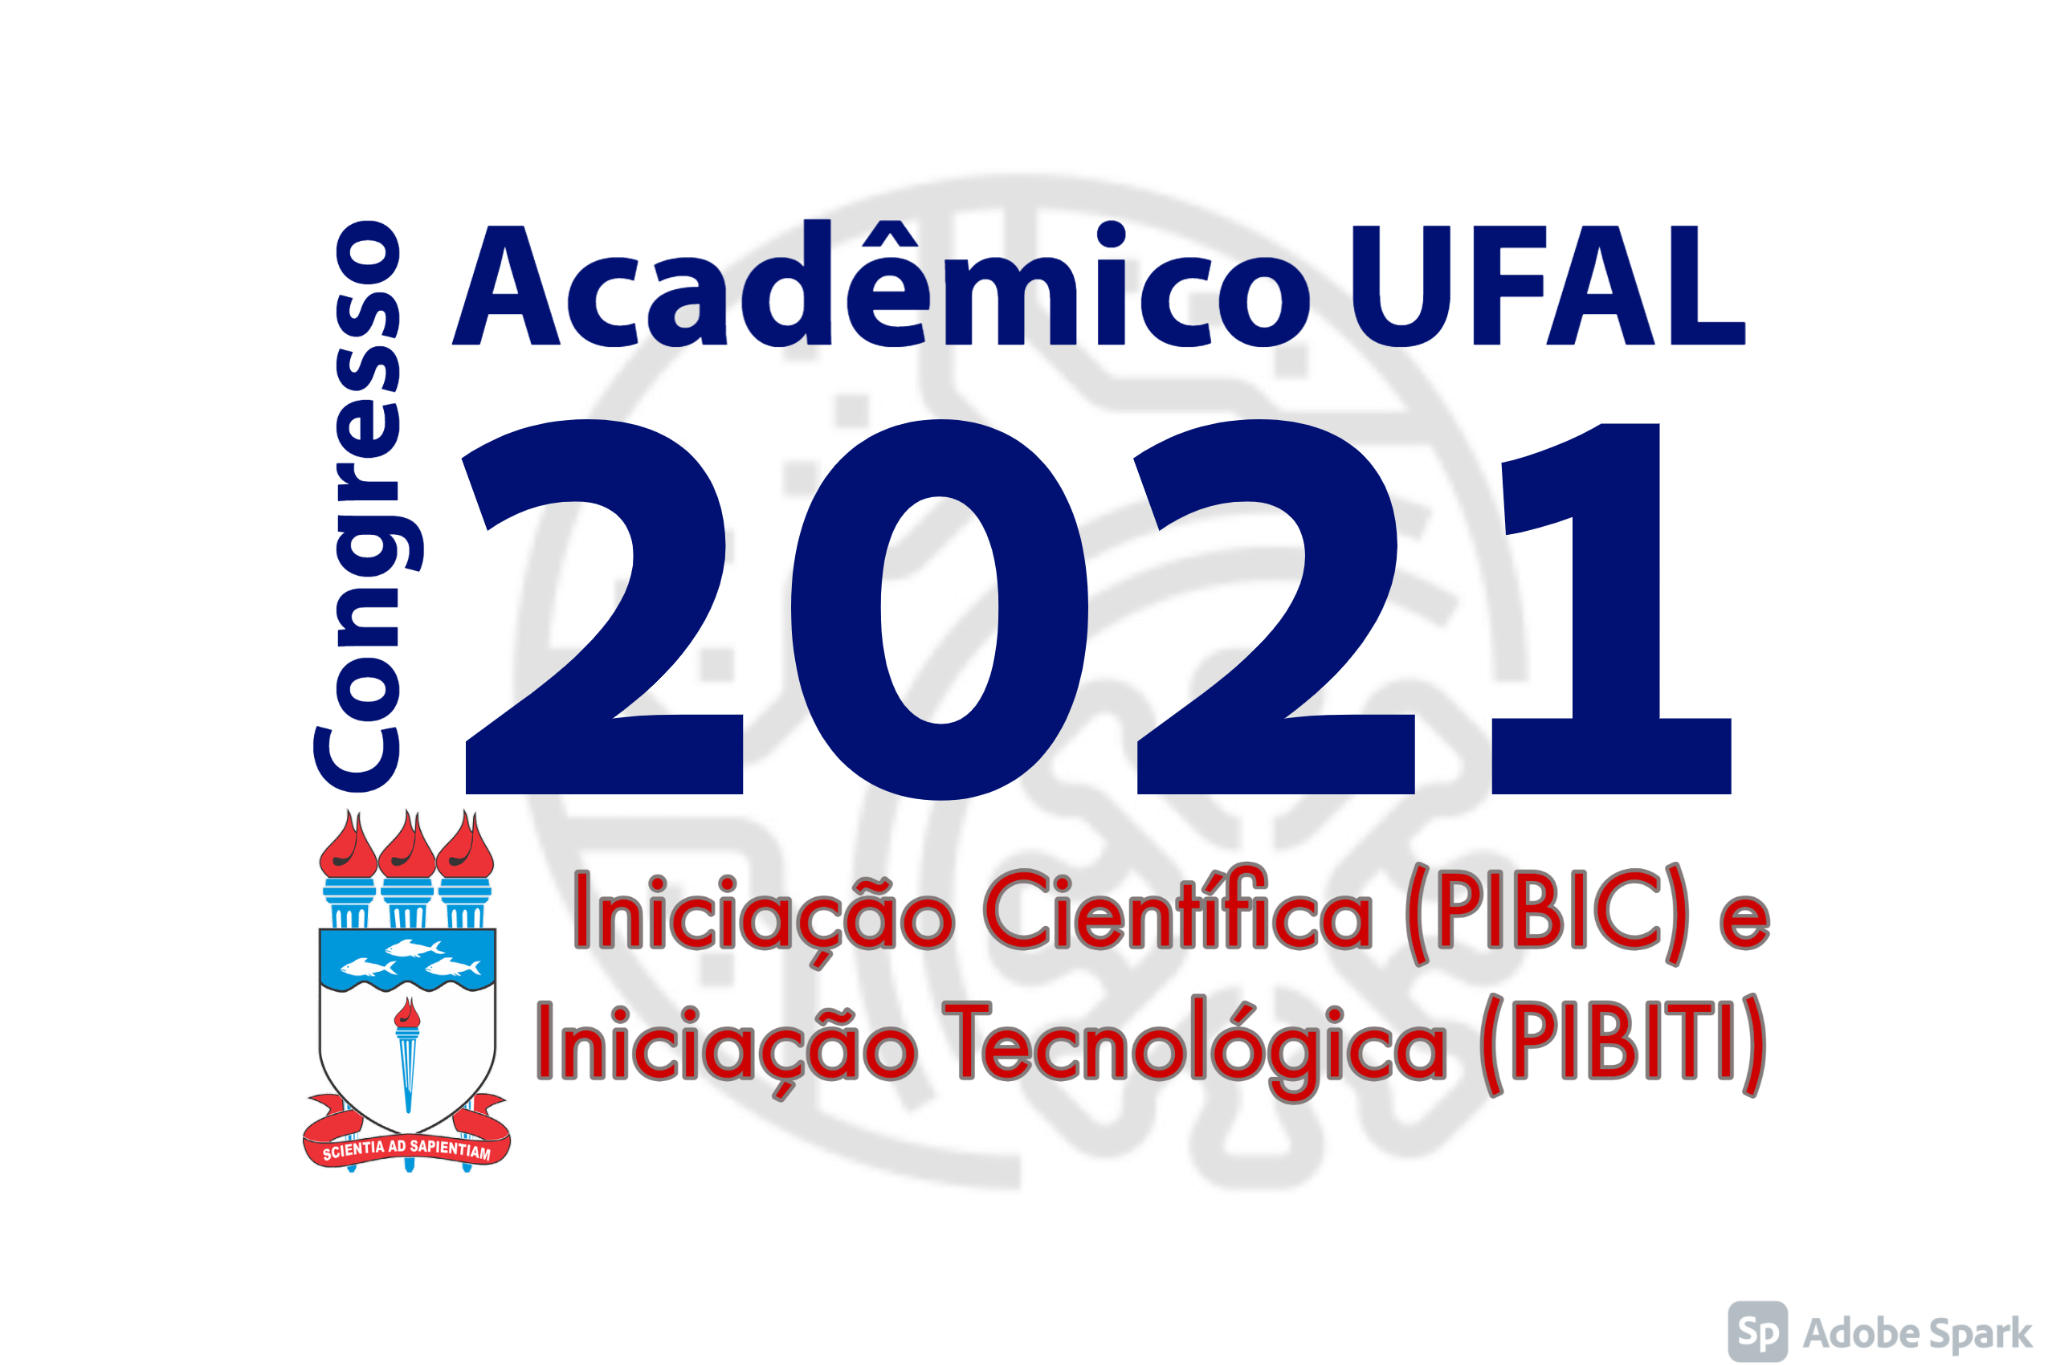 Congresso
Acadêmico UFAL
2021
Iniciação Científica (PIBIC) e
Iniciação Tecnológica (PIBITI)
SCIENTIA AD SAPIENTIAM
Sp Adobe Spark